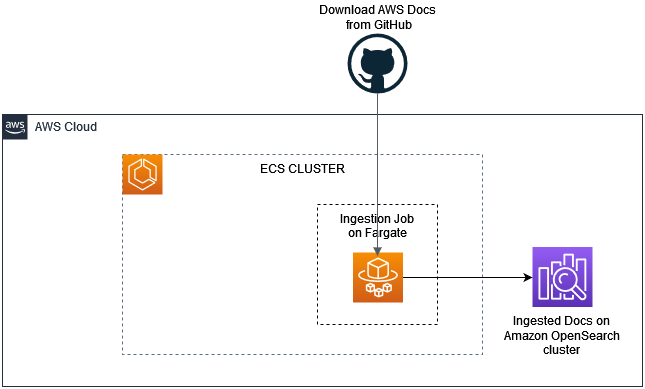 Download AWS Docs
from GitHub
aws
AWS Cloud
ECS CLUSTER
Ingestion Job
on Fargate
Ingested Docs on
Amazon OpenSearch
cluster